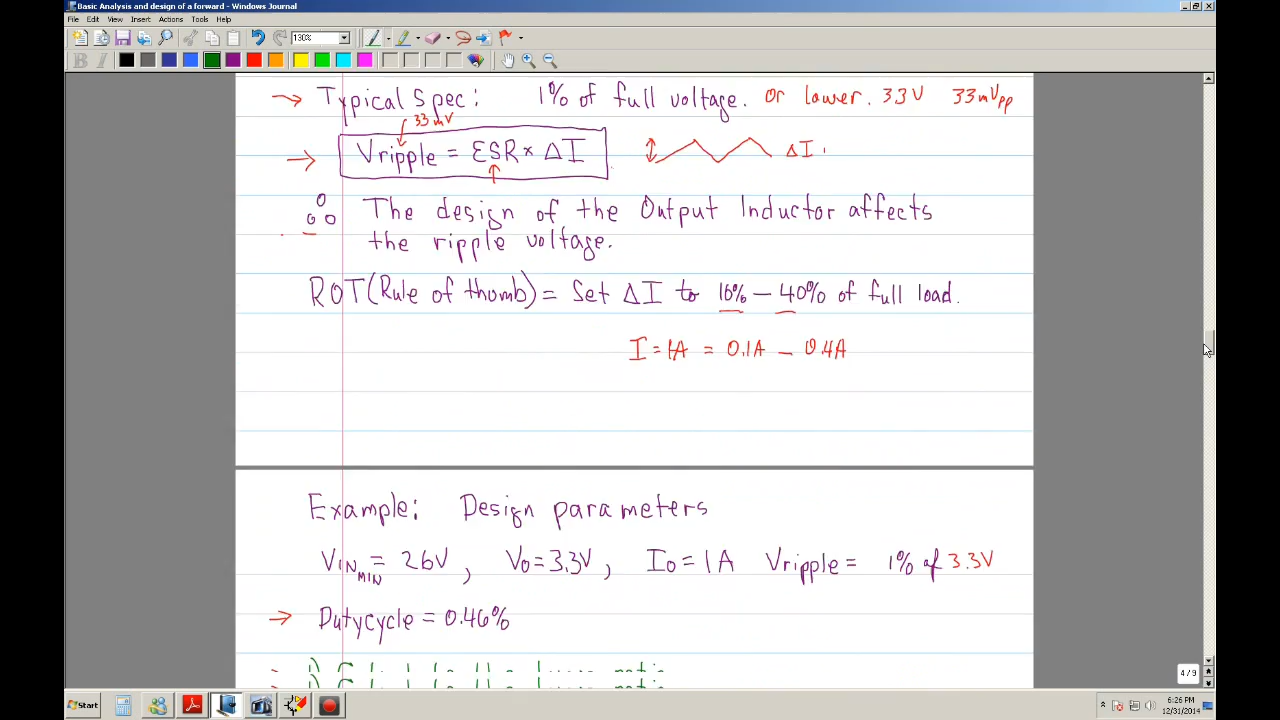 Basic Analysis and design of a forward - Windows Journal
File Edit View Insert Actions Tools Help
130%
B I
→ Typical Spec: 1% of full voltage. or lower. 3.3V 33mVpp
33mV
→ Vripple = ESR × ΔI ΔI
The design of the Output Inductor affects
the ripple voltage.
ROT(Rule of thumb) = Set ΔI to 10% – 40% of full load.
I = 1A = 0.1A – 0.4A
Example: Design parameters
VIN MIN = 26V, Vo = 3.3V, Io = 1A Vripple = 1% of 3.3V
→ Dutycycle = 0.46%
4/9
Start
6:26 PM
12/31/2014